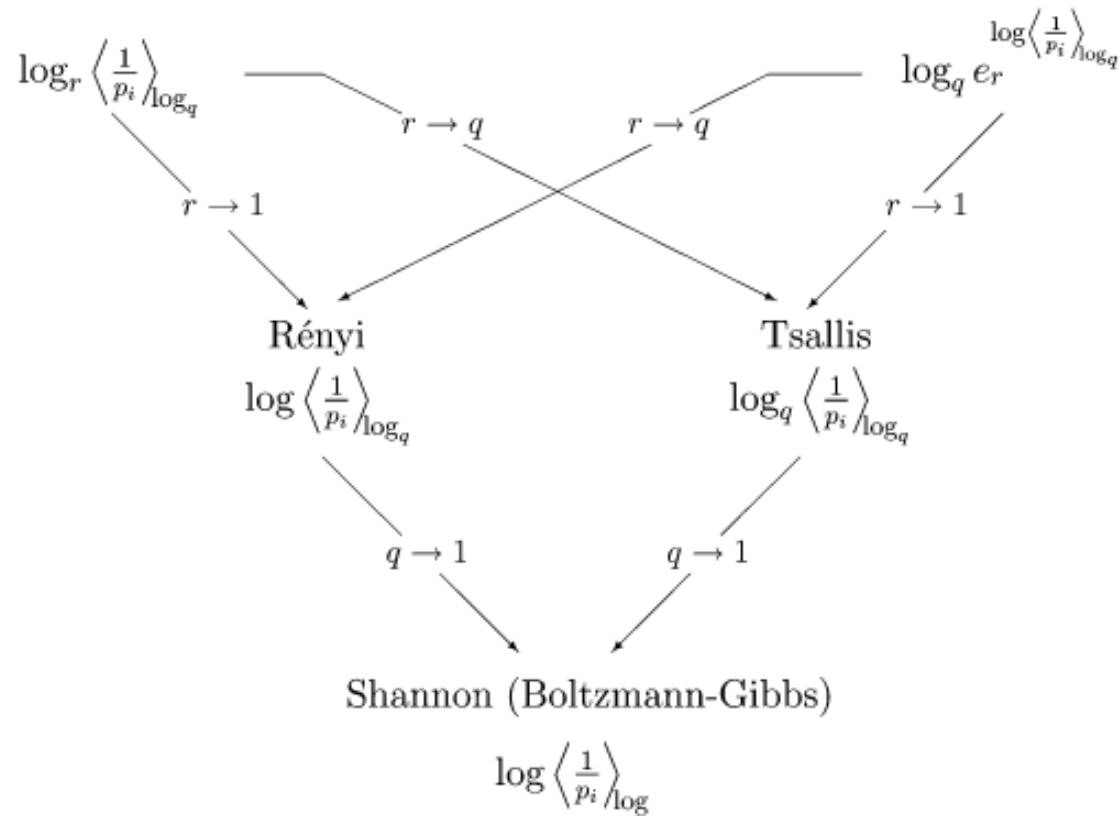 log_r ⟨1/p_i⟩_{log_q}    log_q e_r^{log⟨1/p_i⟩_{log_q}}
r → q    r → q
r → 1    r → 1
Rényi    Tsallis
log ⟨1/p_i⟩_{log_q}    log_q ⟨1/p_i⟩_{log_q}
q → 1    q → 1
Shannon (Boltzmann-Gibbs)
log ⟨1/p_i⟩_{log}